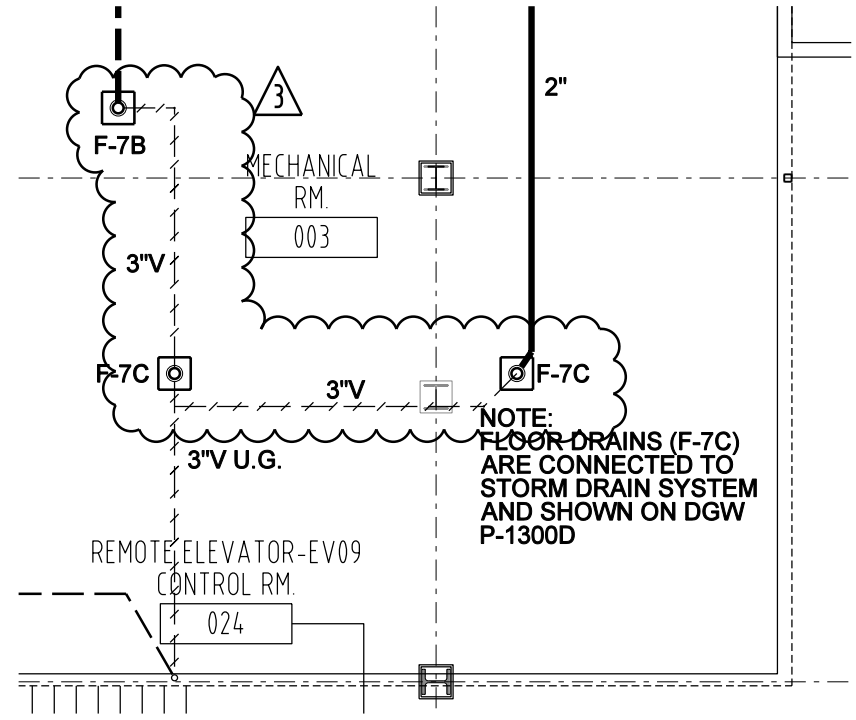 2"
3
F-7B
MECHANICAL
RM.
003
3"V
F-7C
3"V
F-7C
NOTE:
FLOOR DRAINS (F-7C)
ARE CONNECTED TO
STORM DRAIN SYSTEM
AND SHOWN ON DGW
P-1300D
3"V U.G.
REMOTE ELEVATOR-EV09
CONTROL RM.
024